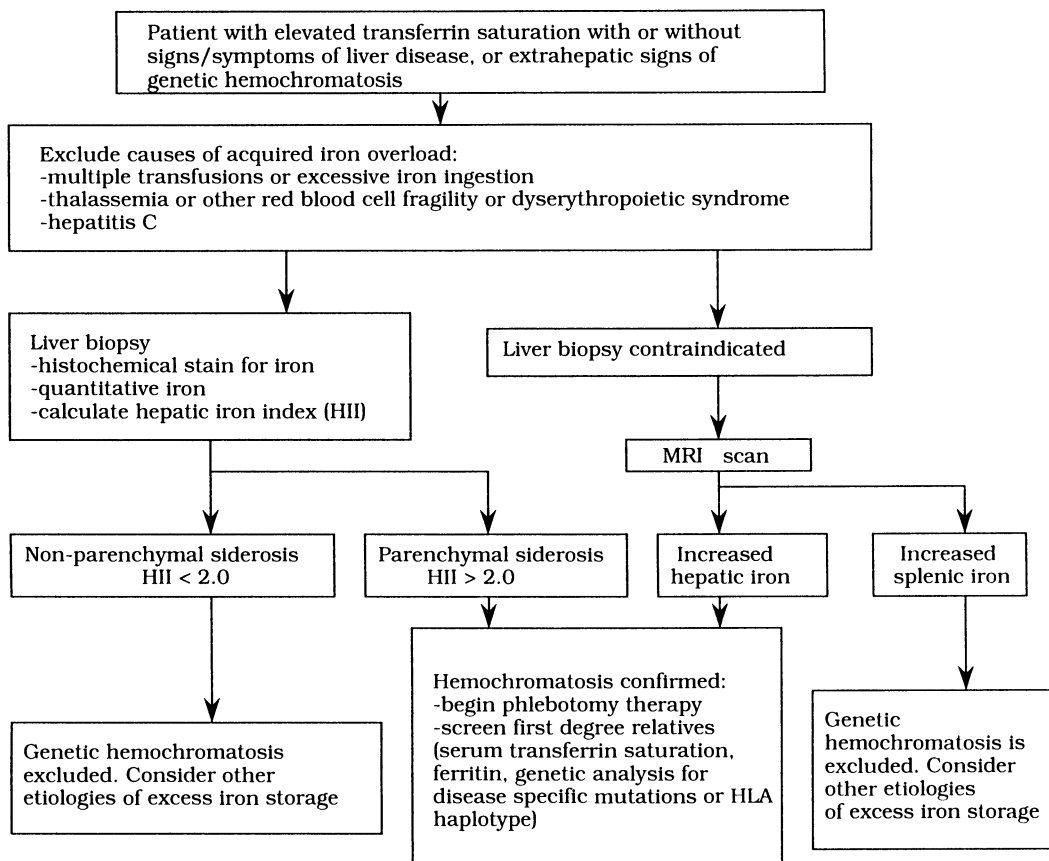 Patient with elevated transferrin saturation with or without
signs/symptoms of liver disease, or extrahepatic signs of
genetic hemochromatosis
Exclude causes of acquired iron overload:
-multiple transfusions or excessive iron ingestion
-thalassemia or other red blood cell fragility or dyserythropoietic syndrome
-hepatitis C
Liver biopsy
-histochemical stain for iron
-quantitative iron
-calculate hepatic iron index (HII)
Liver biopsy contraindicated
MRI scan
Non-parenchymal siderosis
HII < 2.0
Parenchymal siderosis
HII > 2.0
Increased
hepatic iron
Increased
splenic iron
Genetic hemochromatosis
excluded. Consider other
etiologies of excess iron storage
Hemochromatosis confirmed:
-begin phlebotomy therapy
-screen first degree relatives
(serum transferrin saturation,
ferritin, genetic analysis for
disease specific mutations or HLA
haplotype)
Genetic
hemochromatosis is
excluded. Consider
other etiologies
of excess iron storage